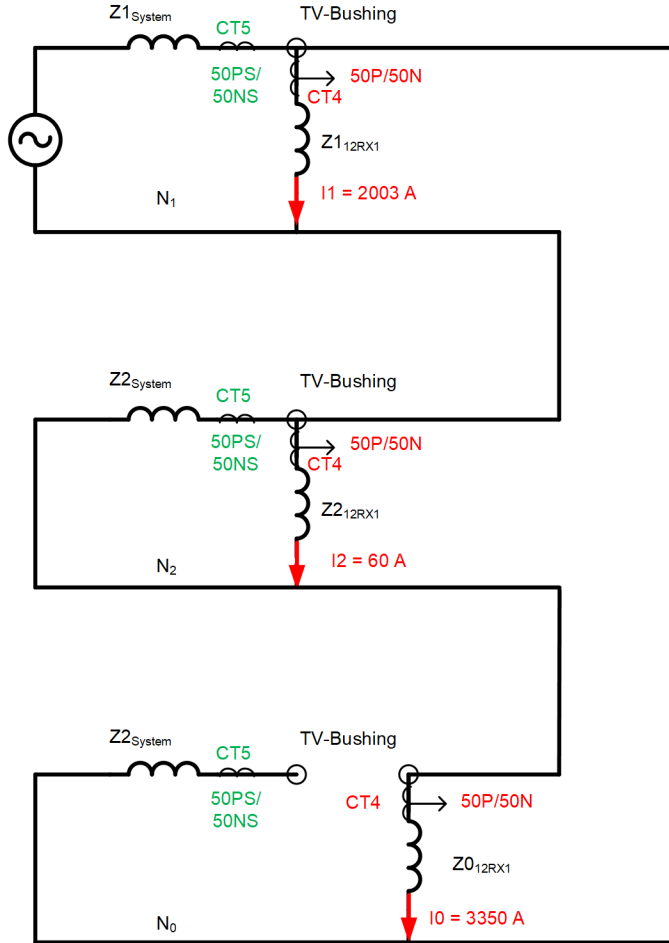 Z1System
CT5
TV-Bushing
50PS/
50NS
50P/50N
CT4
Z112RX1
I1 = 2003 A
N1
Z2System
CT5
TV-Bushing
50PS/
50NS
50P/50N
CT4
Z212RX1
I2 = 60 A
N2
Z2System
CT5
TV-Bushing
50PS/
50NS
CT4
50P/50N
Z012RX1
I0 = 3350 A
N0